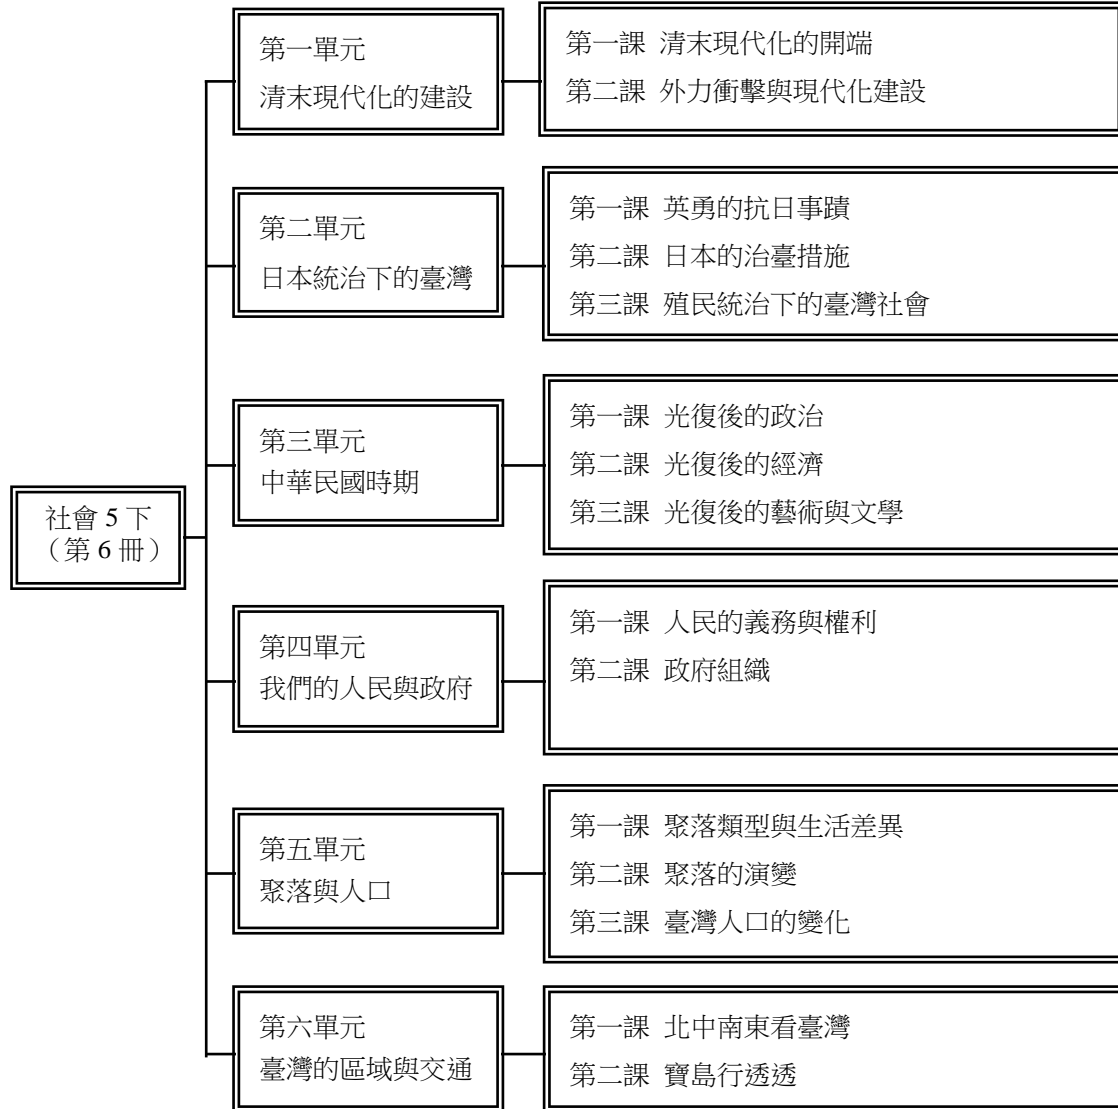 社會 5 下
（第 6 冊）
第一單元
清末現代化的建設
第一課 清末現代化的開端
第二課 外力衝擊與現代化建設
第二單元
日本統治下的臺灣
第一課 英勇的抗日事蹟
第二課 日本的治臺措施
第三課 殖民統治下的臺灣社會
第三單元
中華民國時期
第一課 光復後的政治
第二課 光復後的經濟
第三課 光復後的藝術與文學
第四單元
我們的人民與政府
第一課 人民的義務與權利
第二課 政府組織
第五單元
聚落與人口
第一課 聚落類型與生活差異
第二課 聚落的演變
第三課 臺灣人口的變化
第六單元
臺灣的區域與交通
第一課 北中南東看臺灣
第二課 寶島行透透